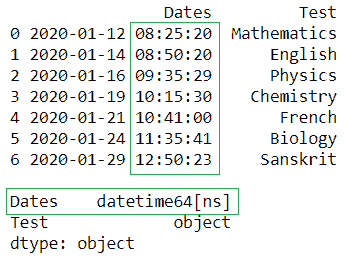 Dates Test
0 2020-01-12 08:25:20 Mathematics
1 2020-01-14 08:50:20 English
2 2020-01-16 09:35:29 Physics
3 2020-01-19 10:15:30 Chemistry
4 2020-01-21 10:41:00 French
5 2020-01-24 11:35:41 Biology
6 2020-01-29 12:50:23 Sanskrit
Dates datetime64[ns]
Test object
dtype: object